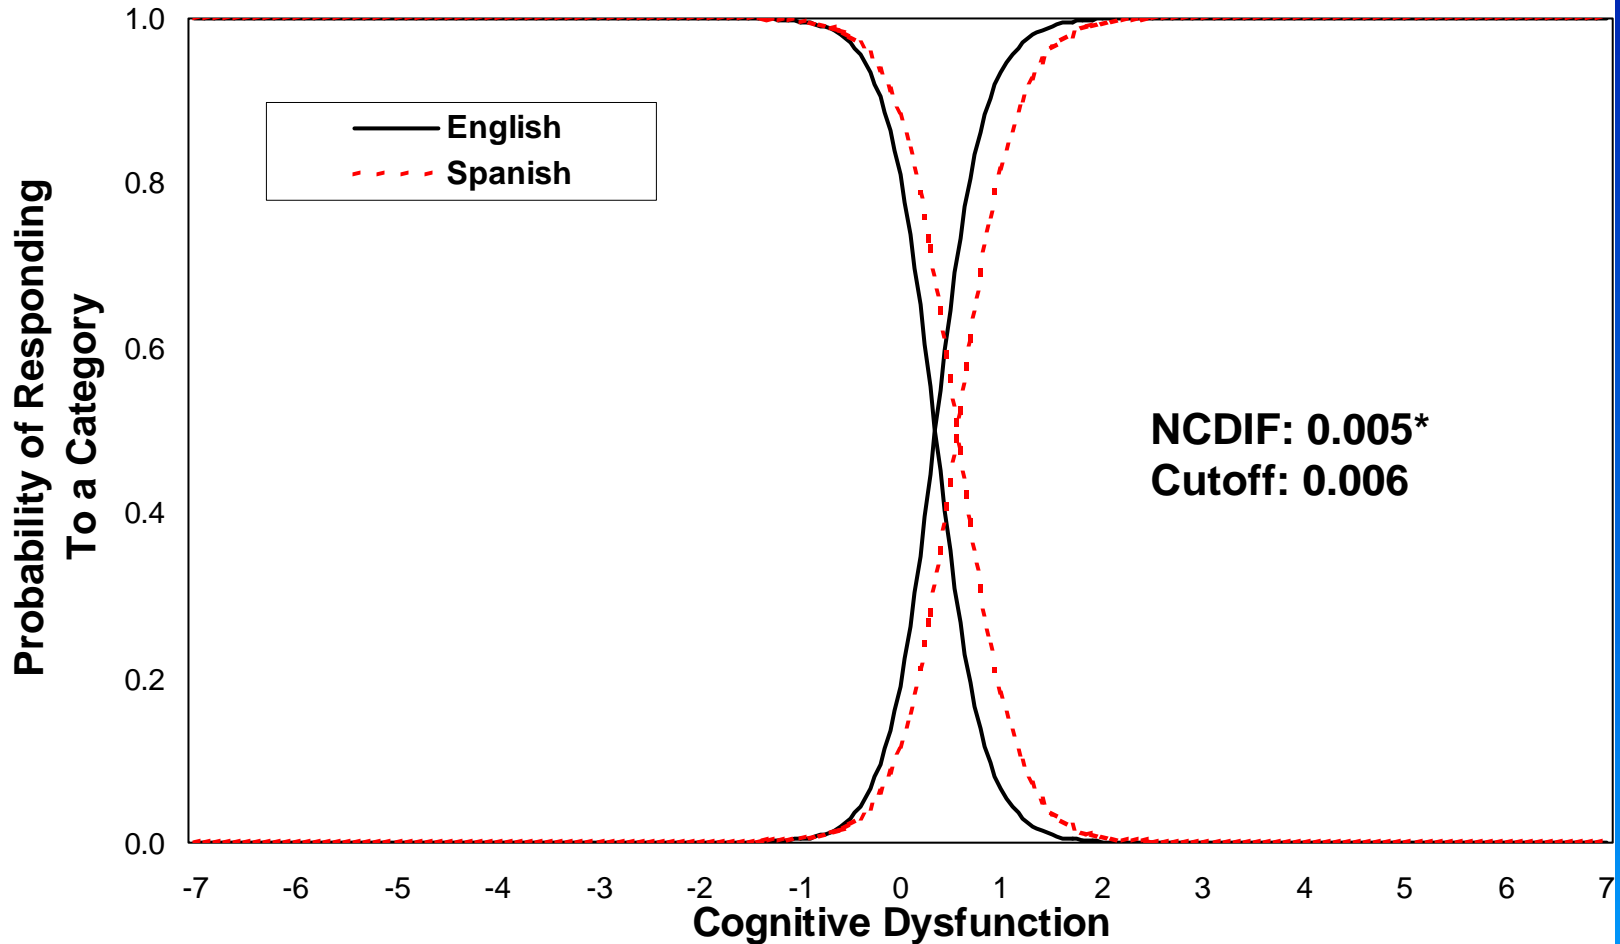 1.0
0.8
0.6
0.4
0.2
0.0
Probability of Responding
To a Category
English
Spanish
NCDIF: 0.005*
Cutoff: 0.006
-7 -6 -5 -4 -3 -2 -1 0 1 2 3 4 5 6 7
Cognitive Dysfunction